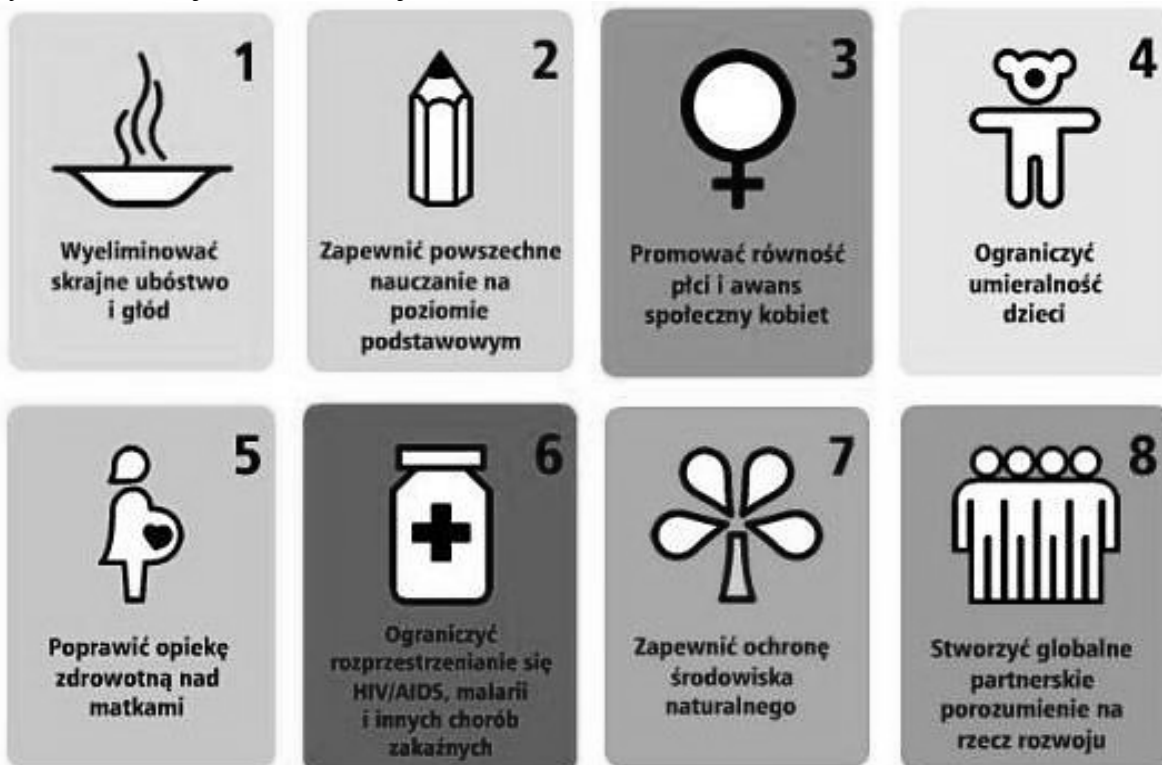 1
Wyeliminować
skrajne ubóstwo
i głód
2
Zapewnić powszechne
nauczanie na
poziomie
podstawowym
3
Promować równość
płci i awans
społeczny kobiet
4
Ograniczyć
umieralność
dzieci
5
Poprawić opiekę
zdrowotną nad
matkami
6
Ograniczyć
rozprzestrzenianie się
HIV/AIDS, malarii
i innych chorób
zakaźnych
7
Zapewnić ochronę
środowiska
naturalnego
8
Stworzyć globalne
partnerskie
porozumienie na
rzecz rozwoju